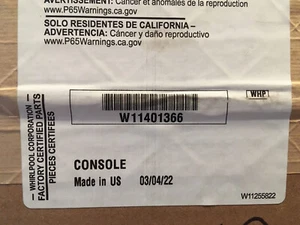 AVERTISSEMENT: Cancer et anomalies de la reproduction
www.P65Warnings.ca.gov
SOLO RESIDENTES DE CALIFORNIA –
ADVERTENCIA: Cáncer y daño reproductivo
www.P65Warnings.ca.gov
W11401366
WHP
– WHIRLPOOL CORPORATION –
FACTORY CERTIFIED PARTS
PIECES CERTIFIEES
CONSOLE
Made in US 03/04/22
W11255822